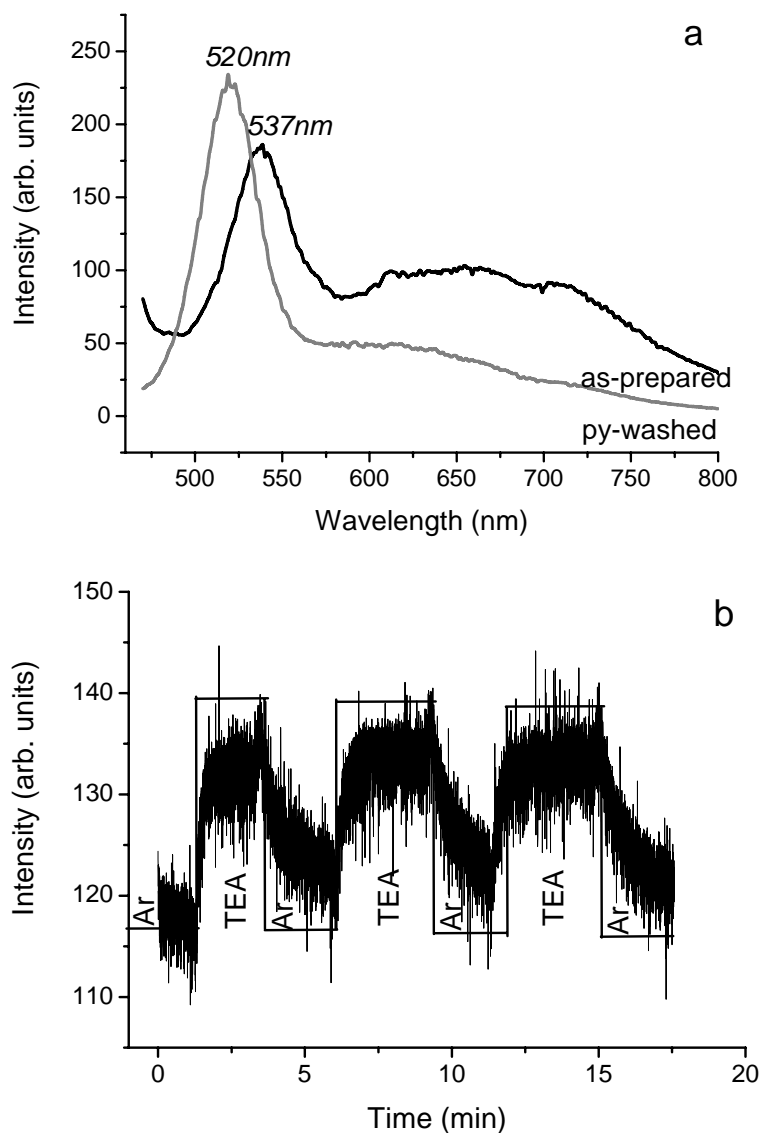 a
250
200
150
100
50
0
Intensity (arb. units)
520nm
537nm
as-prepared
py-washed
500 550 600 650 700 750 800
Wavelength (nm)
b
150
140
130
120
110
Intensity (arb. units)
Ar TEA Ar TEA Ar TEA Ar
0 5 10 15 20
Time (min)